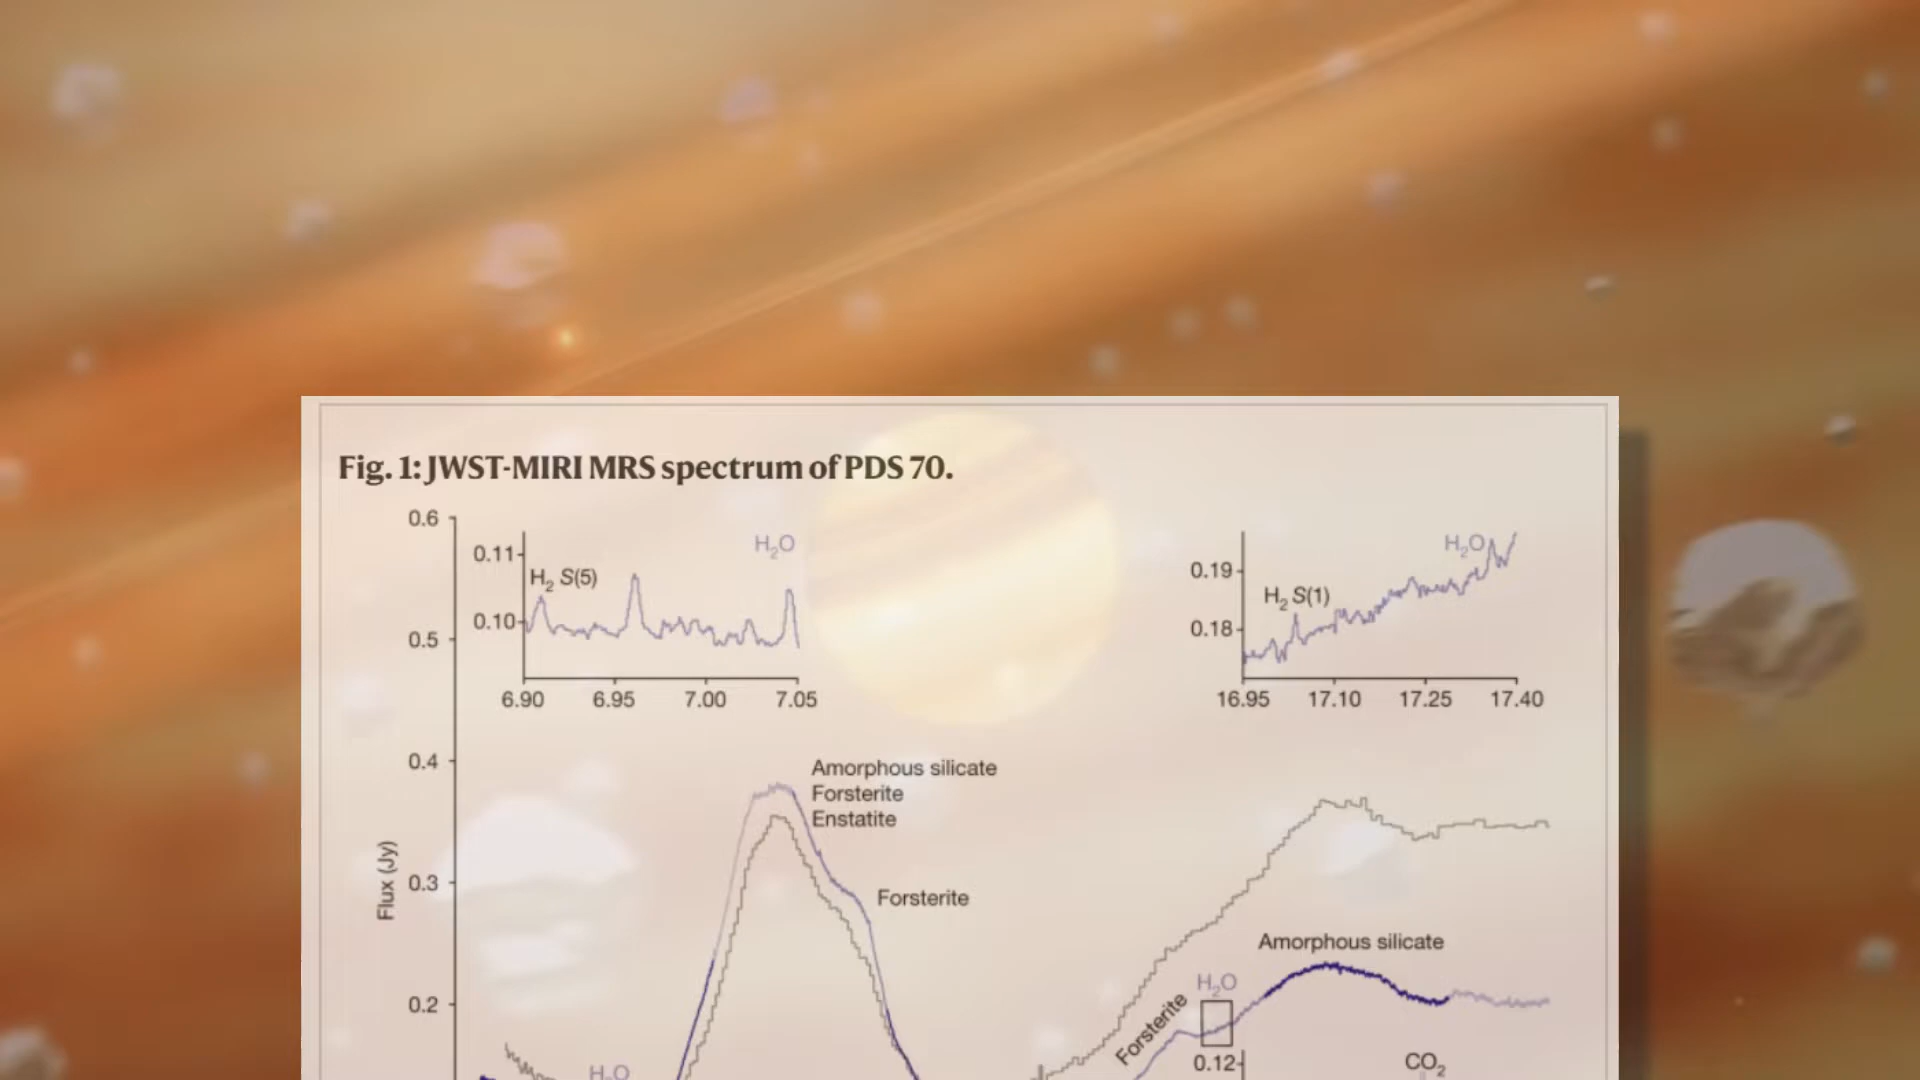 Fig. 1: JWST-MIRI MRS spectrum of PDS 70.
0.6
0.11
H₂O
H₂ S(5)
0.10
0.5
6.90 6.95 7.00 7.05
H₂O
0.19
H₂ S(1)
0.18
16.95 17.10 17.25 17.40
0.4
Amorphous silicate
Forsterite
Enstatite
Flux (Jy)
0.3
Forsterite
Amorphous silicate
H₂O
0.2
Forsterite
0.12
CO₂
H₂O